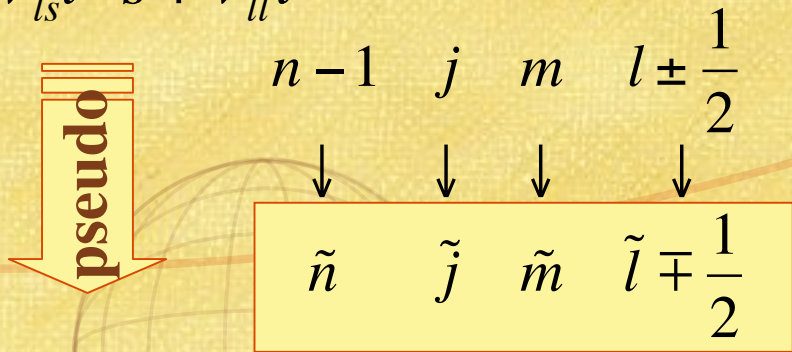 n − 1 j m l ± 1/2
pseudo
↓ ↓ ↓ ↓
ñ j̃ m̃ l̃ ∓ 1/2